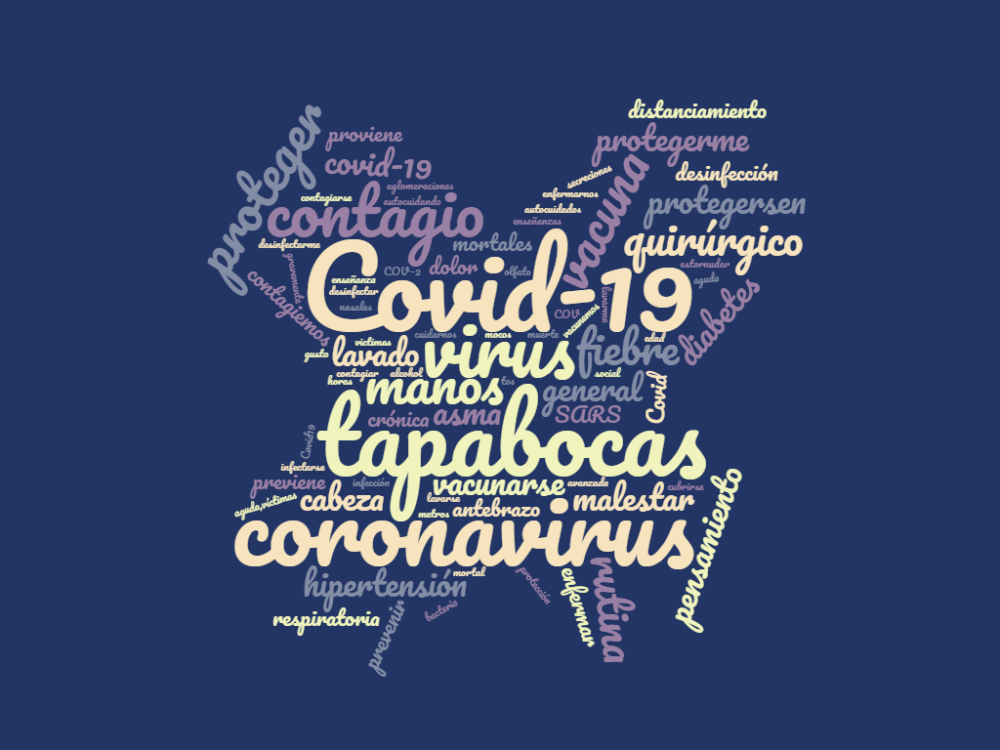 distanciamiento
proteger
proviene
protegerme
covid-19
secreciones
desinfección
aglomeraciones
contagiarse
autocuidando
enfermarnos
vacuna
protegersen
contagio
autocuidados
enseñanzas
desinfectarme
mortales
quirúrgico
gravemente
dolor
COV-2
olfato
estornudar
contagiemos
enseñanza
desinfectar
aguda
Covid-19
nasales
COV
lavarme
vacunemos
diabetes
cuidarnos
mocos
muerte
edad
victimas
gusto
lavado
virus
fiebre
contagiar
alcohol
social
horas
manos
tos
general
Covid
crónica
asma
SARS
Covid19
tapabocas
infectarse
previene
infección
vacunarse
avanzada
cubrirse
aguda,víctimas
cabeza
lavarse
malestar
metros
antebrazo
pensamiento
coronavirus
mortal
protección
hipertensión
enfermar
rutina
respiratoria
prevenir
bacteria